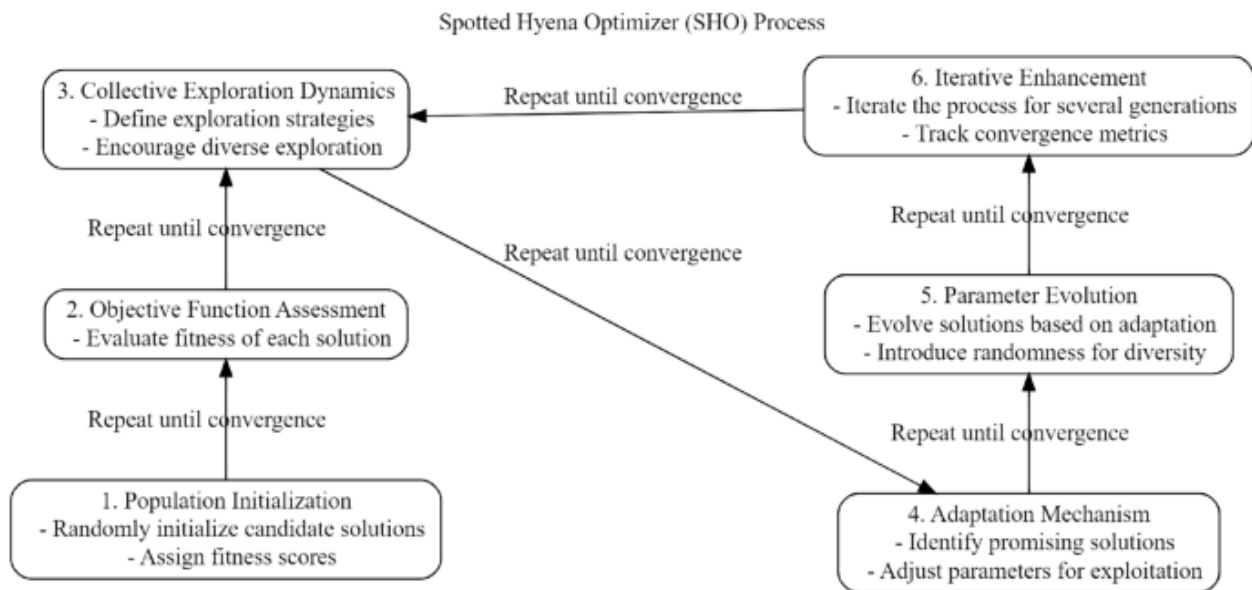 Spotted Hyena Optimizer (SHO) Process
3. Collective Exploration Dynamics
- Define exploration strategies
- Encourage diverse exploration
Repeat until convergence
6. Iterative Enhancement
- Iterate the process for several generations
- Track convergence metrics
Repeat until convergence
Repeat until convergence
Repeat until convergence
2. Objective Function Assessment
- Evaluate fitness of each solution
5. Parameter Evolution
- Evolve solutions based on adaptation
- Introduce randomness for diversity
Repeat until convergence
Repeat until convergence
1. Population Initialization
- Randomly initialize candidate solutions
- Assign fitness scores
4. Adaptation Mechanism
- Identify promising solutions
- Adjust parameters for exploitation